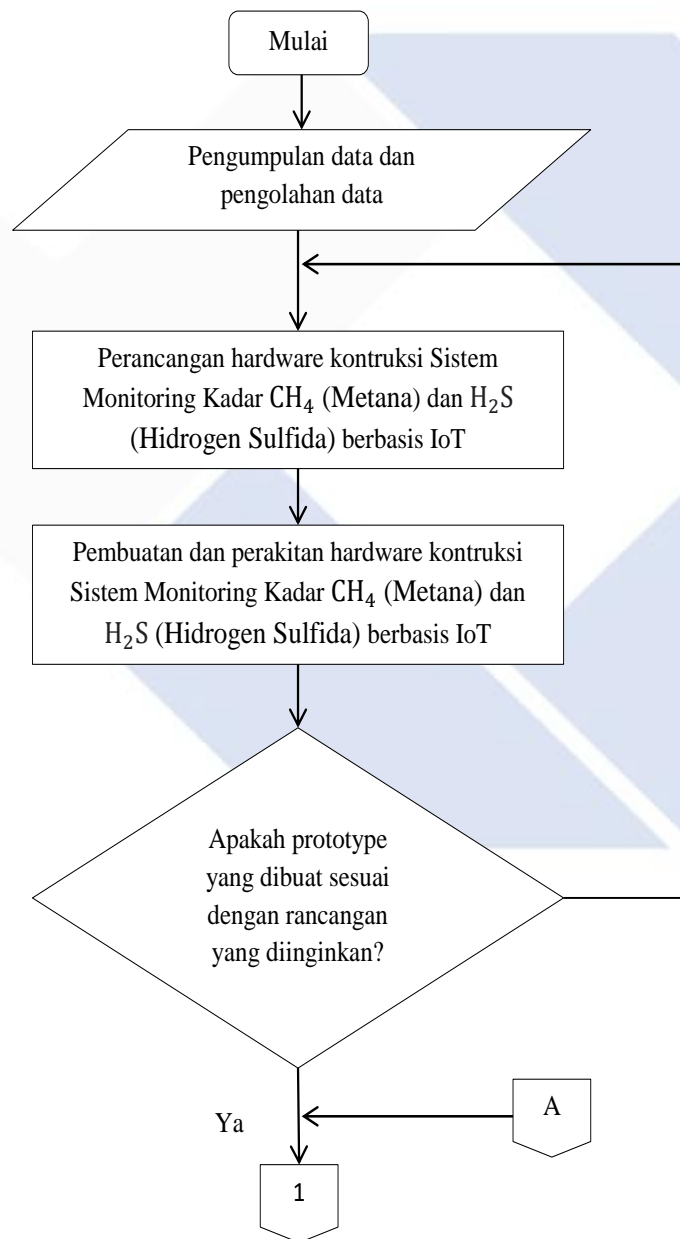 Mulai
Pengumpulan data dan
pengolahan data
Perancangan hardware kontruksi Sistem
Monitoring Kadar CH₄ (Metana) dan H₂S
(Hidrogen Sulfida) berbasis IoT
Pembuatan dan perakitan hardware kontruksi
Sistem Monitoring Kadar CH₄ (Metana) dan
H₂S (Hidrogen Sulfida) berbasis IoT
Apakah prototype
yang dibuat sesuai
dengan rancangan
yang diinginkan?
Ya
A
1